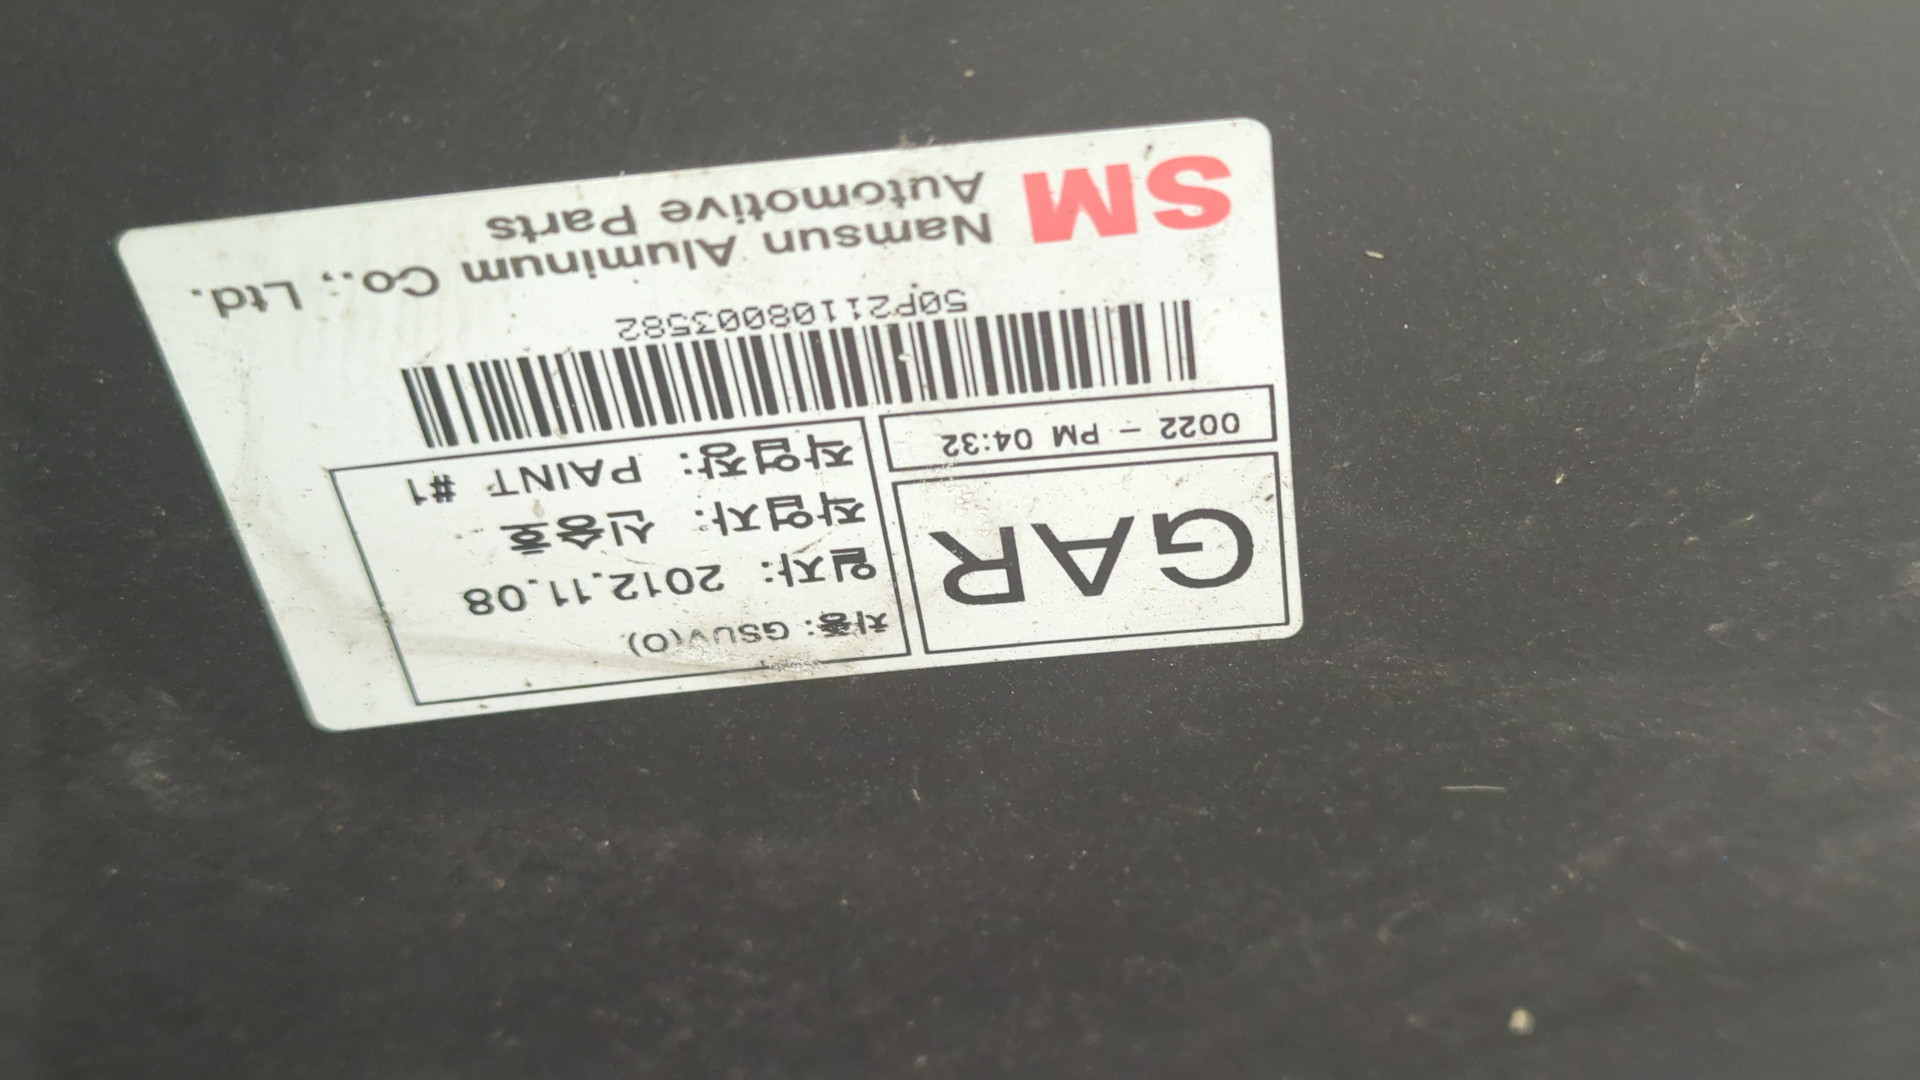 GAR
차종: GSUV(O)
일자: 2012.11.08
작업자: 신승호
작업장: PAINT #1
0022 - PM 04:32
50P21108003582
SM
Namsun Aluminum Co., Ltd.
Automotive Parts